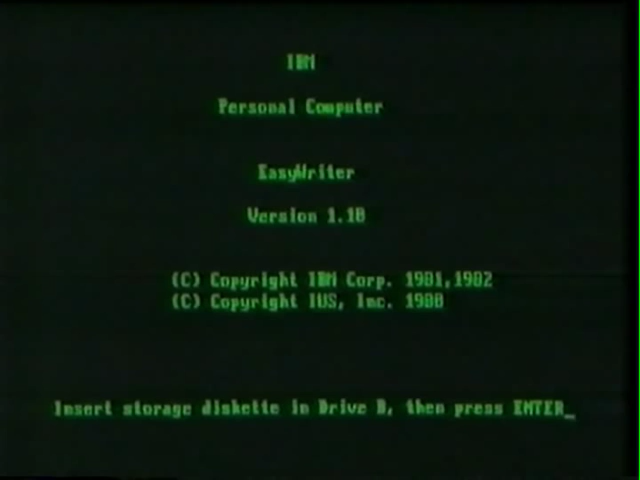 IBM
Personal Computer
EasyWriter
Version 1.10
(C) Copyright IBM Corp. 1981,1982
(C) Copyright IUS, Inc. 1980
Insert storage diskette in Drive B, then press ENTER_